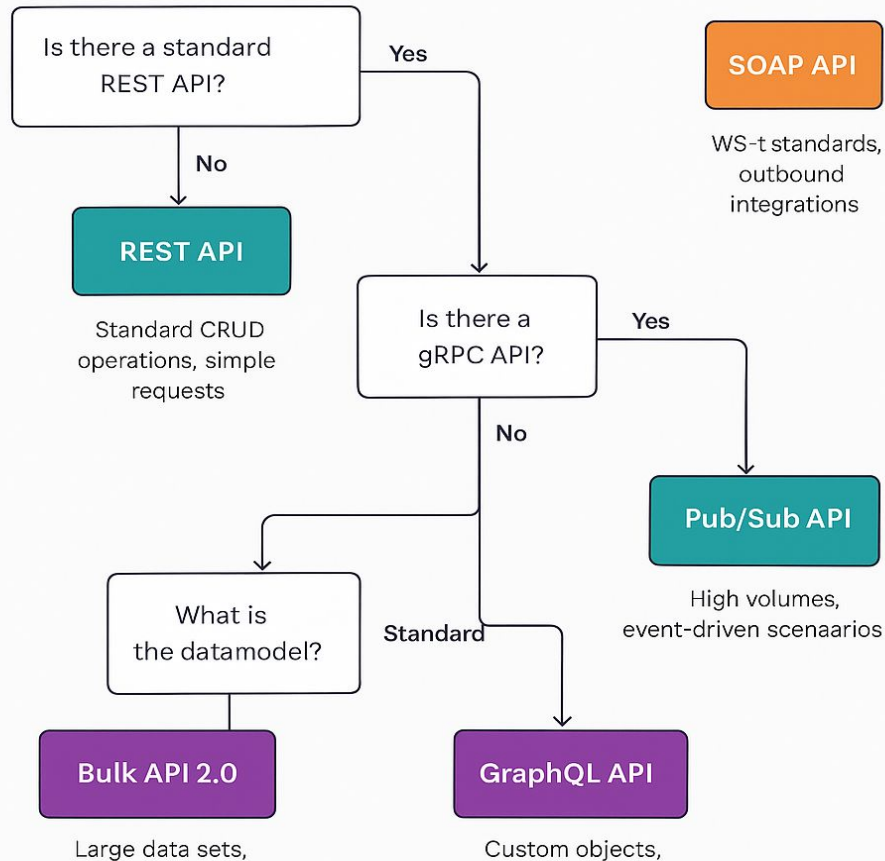 Is there a standard
REST API?
Yes
No
SOAP API
WS-t standards,
outbound
integrations
REST API
Standard CRUD
operations, simple
requests
Is there a
gRPC API?
Yes
No
Pub/Sub API
High volumes,
event-driven scenaarios
What is
the datamodel?
Standard
Bulk API 2.0
Large data sets,
GraphQL API
Custom objects,